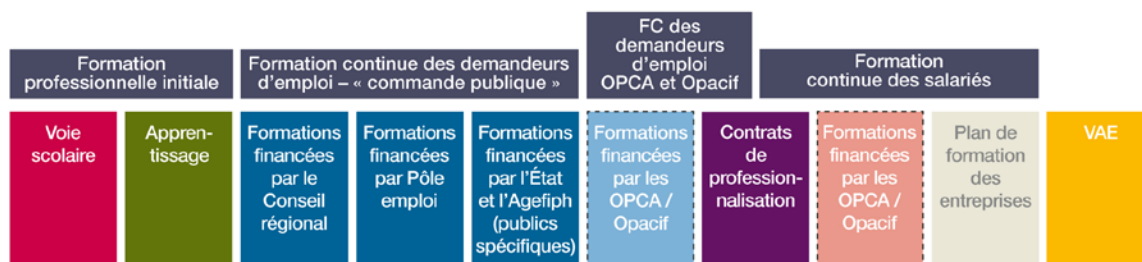 Formation
professionnelle initiale
Formation continue des demandeurs
d'emploi – « commande publique »
FC des
demandeurs
d'emploi
OPCA et Opacif
Formation
continue des salariés
Voie
scolaire
Appren-
tissage
Formations
financées
par le
Conseil
régional
Formations
financées
par Pôle
emploi
Formations
financées
par l'État
et l'Agefiph
(publics
spécifiques)
Formations
financées
par les
OPCA /
Opacif
Contrats
de
profession-
nalisation
Formations
financées
par les
OPCA /
Opacif
Plan de
formation
des
entreprises
VAE